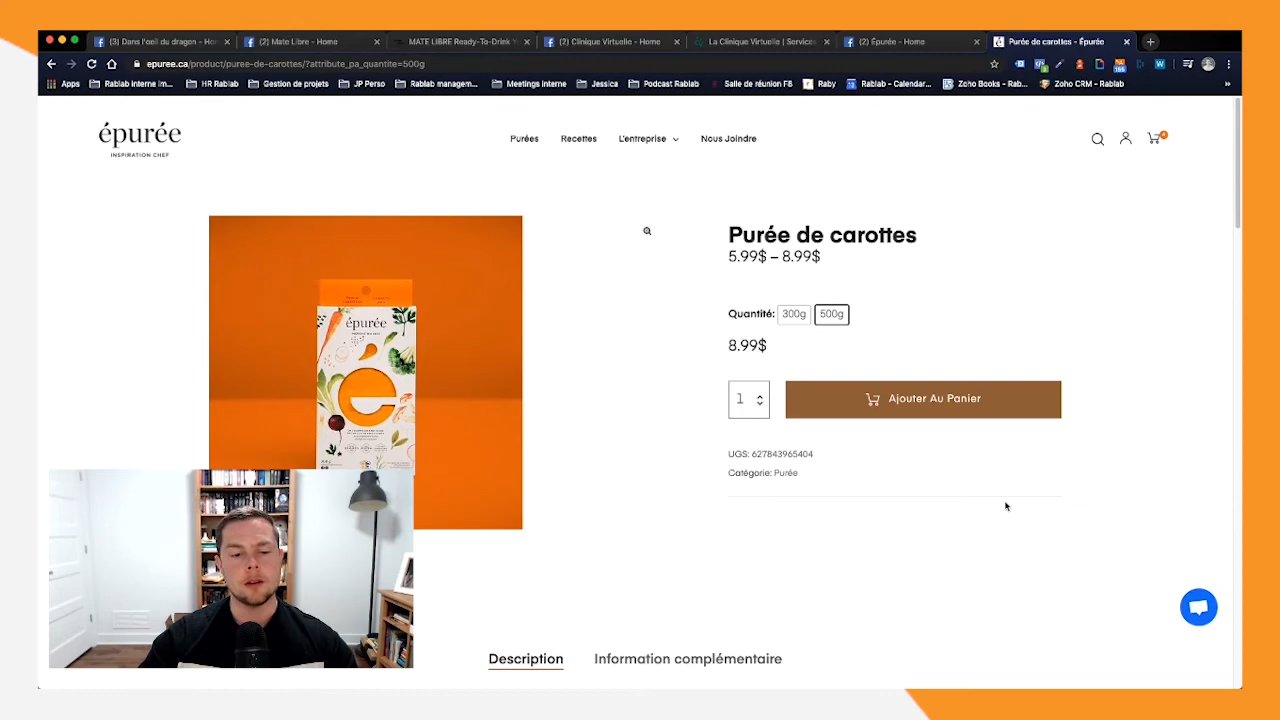 (3) Dans l'oeil du dragon - Ho
(2) Mate Libre - Home
MATE LIBRE Ready-To-Drink Y
(2) Clinique Virtuelle - Home
La Clinique Virtuelle | Services
(2) Épurée - Home
Purée de carottes - Épurée
epuree.ca/product/puree-de-carottes/?attribute_pa_quantite=500g
Apps
Rablab interne im...
HR Rablab
Gestion de projets
JP Perso
Rablab managem...
Meetings interne
Jessica
Podcast Rablab
Salle de réunion F8
Raby
Rablab - Calendar...
Zoho Books - Rab...
Zoho CRM - Rablab
épurée
INSPIRATION CHEF
Purées
Recettes
L'entreprise
Nous Joindre
4
épurée
e
Purée de carottes
5.99$ – 8.99$
Quantité: 300g 500g
8.99$
1
Ajouter Au Panier
UGS: 627843965404
Catégorie: Purée
Description
Information complémentaire